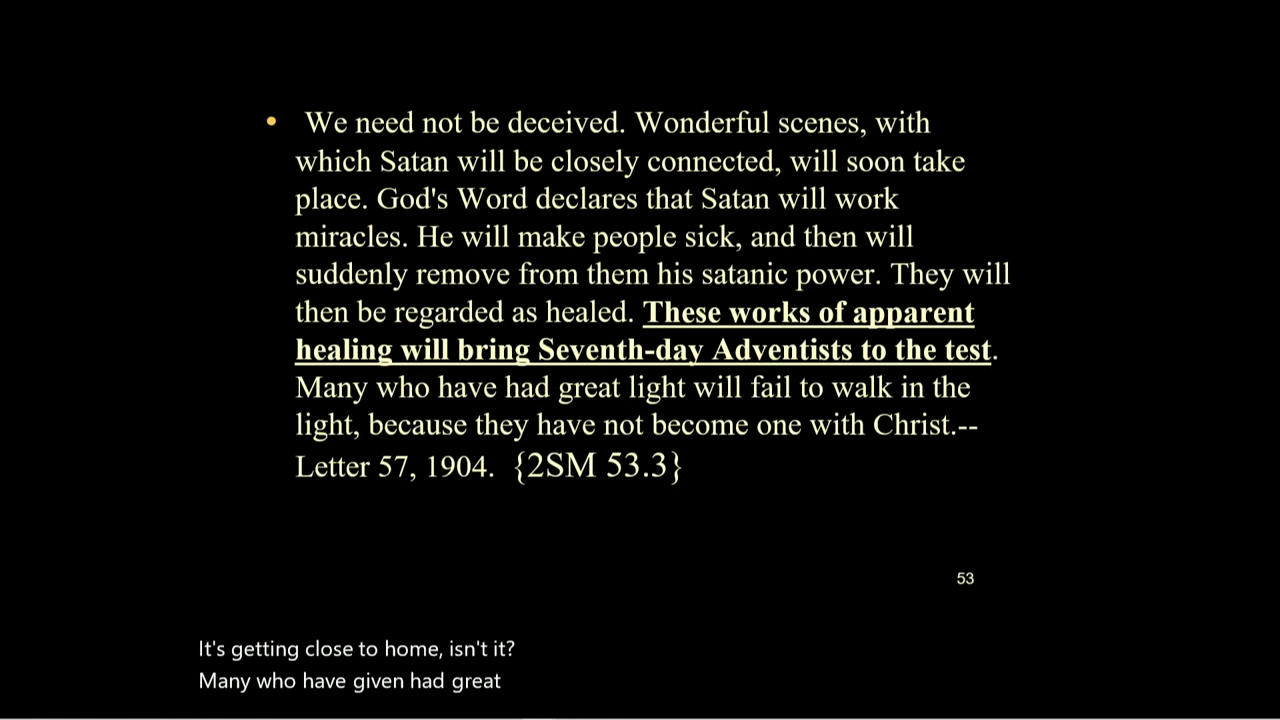 • We need not be deceived. Wonderful scenes, with
which Satan will be closely connected, will soon take
place. God's Word declares that Satan will work
miracles. He will make people sick, and then will
suddenly remove from them his satanic power. They will
then be regarded as healed. These works of apparent
healing will bring Seventh-day Adventists to the test.
Many who have had great light will fail to walk in the
light, because they have not become one with Christ.--
Letter 57, 1904. {2SM 53.3}
53
It's getting close to home, isn't it?
Many who have given had great